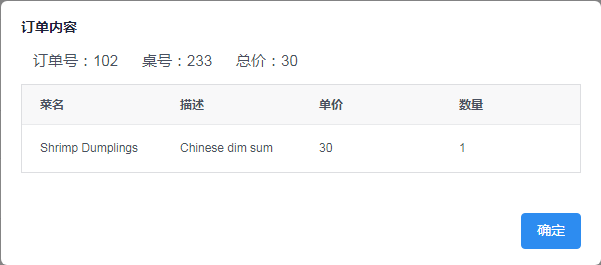 订单内容
订单号：102 桌号：233 总价：30
菜名 描述 单价 数量
Shrimp Dumplings Chinese dim sum 30 1
确定